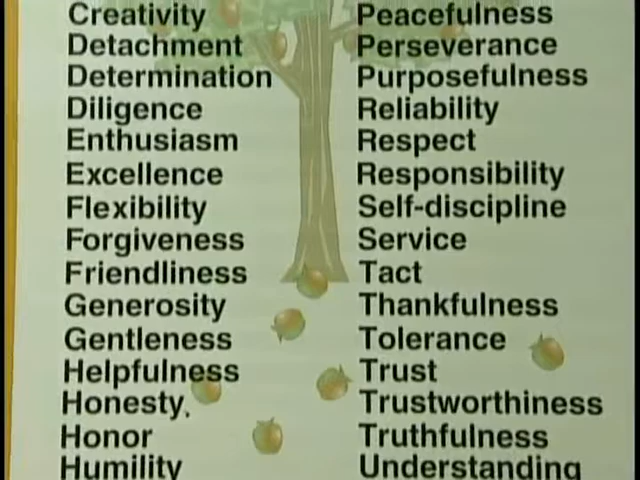 Creativity
Detachment
Determination
Diligence
Enthusiasm
Excellence
Flexibility
Forgiveness
Friendliness
Generosity
Gentleness
Helpfulness
Honesty
Honor
Humility
Peacefulness
Perseverance
Purposefulness
Reliability
Respect
Responsibility
Self-discipline
Service
Tact
Thankfulness
Tolerance
Trust
Trustworthiness
Truthfulness
Understanding